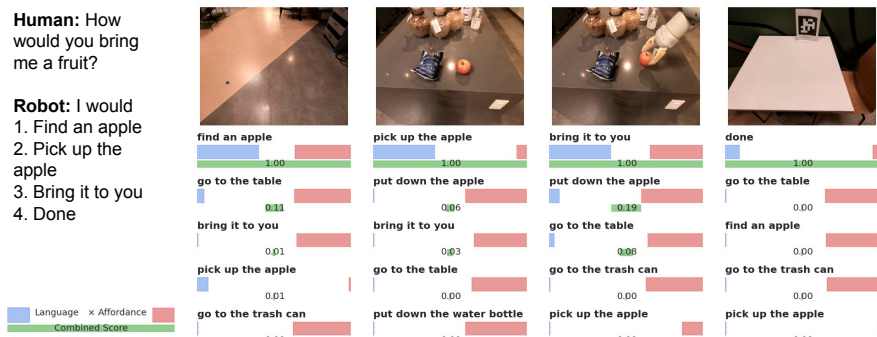 Human: How
would you bring
me a fruit?
Robot: I would
1. Find an apple
2. Pick up the
apple
3. Bring it to you
4. Done
Language × Affordance
Combined Score
find an apple
1.00
go to the table
0.11
bring it to you
0.01
pick up the apple
0.01
go to the trash can
pick up the apple
1.00
put down the apple
0.06
bring it to you
0.03
go to the table
0.00
put down the water bottle
bring it to you
1.00
put down the apple
0.19
go to the table
0.08
go to the trash can
0.00
pick up the apple
done
1.00
go to the table
0.00
find an apple
0.00
go to the trash can
0.00
pick up the apple